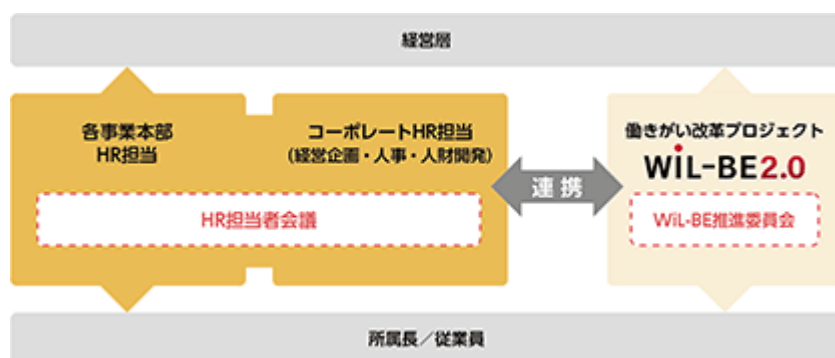 経営層
各事業本部
HR担当
コーポレートHR担当
(経営企画・人事・人財開発)
HR担当者会議
連携
働きがい改革プロジェクト
WiL-BE2.0
WiL-BE推進委員会
所属長／従業員